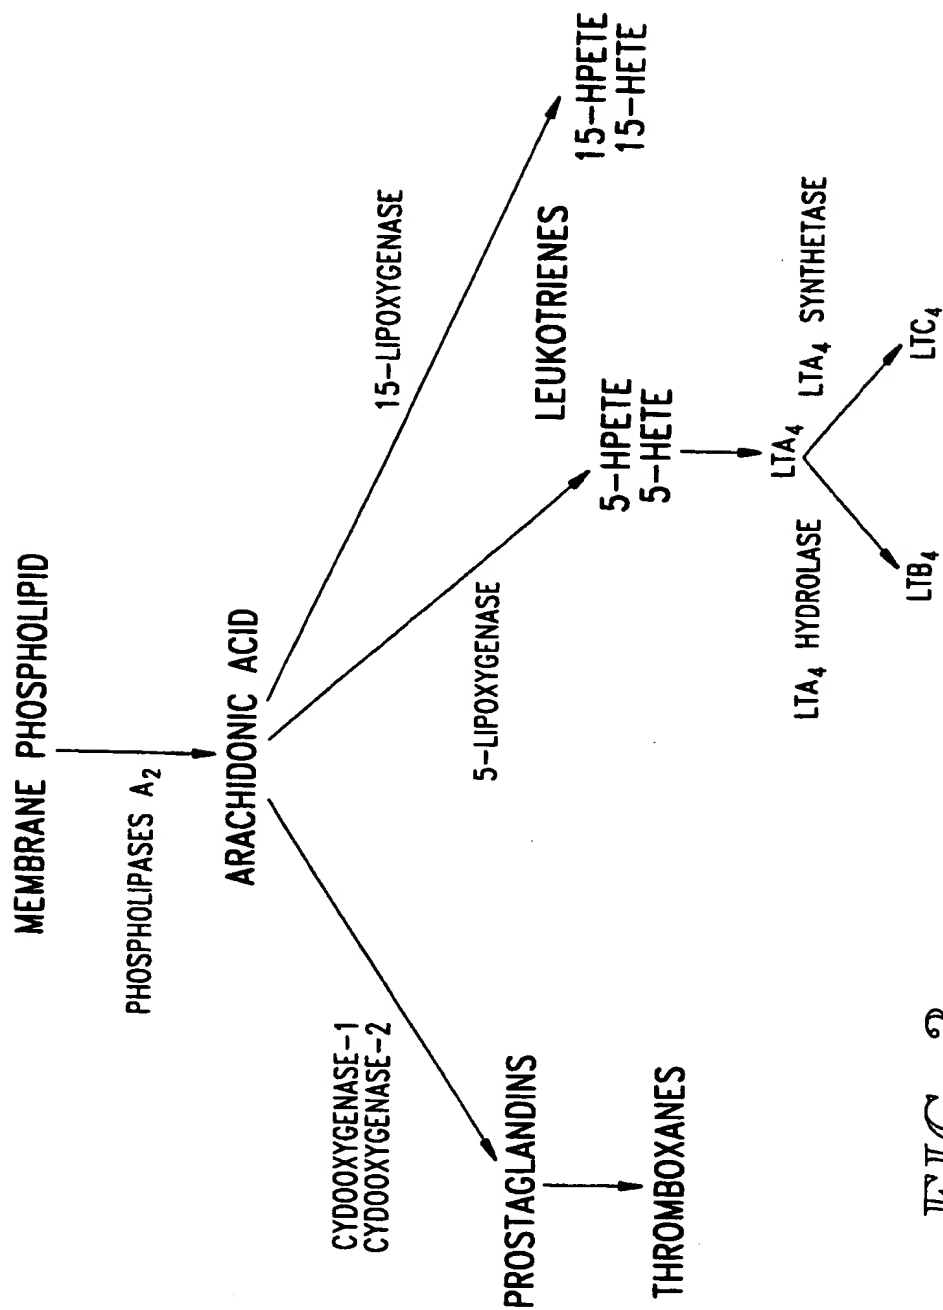 MEMBRANE PHOSPHOLIPID
PHOSPHOLIPASES A₂
ARACHIDONIC ACID
CYDOOXYGENASE-1
CYDOOXYGENASE-2
15-LIPOXYGENASE
5-LIPOXYGENASE
PROSTAGLANDINS
LEUKOTRIENES
15-HPETE
15-HETE
5-HPETE
5-HETE
THROMBOXANES
LTA₄
LTA₄ HYDROLASE
LTA₄ SYNTHETASE
LTB₄
LTC₄